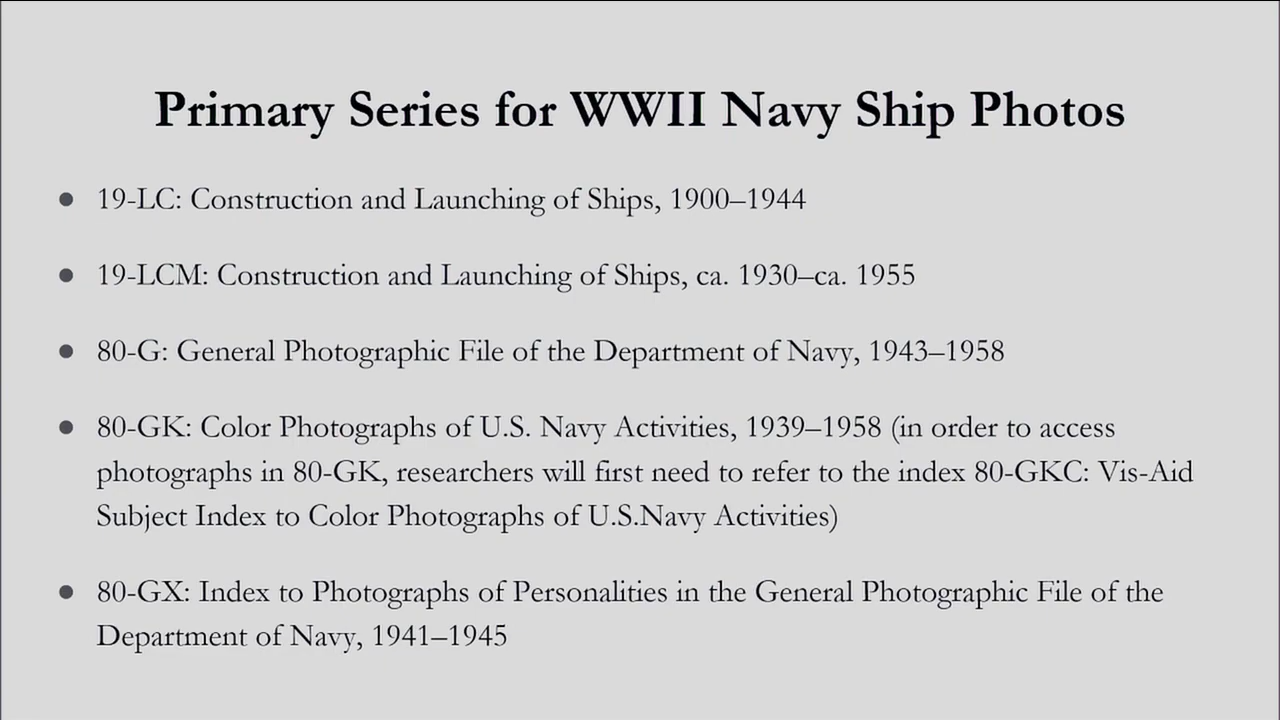 Primary Series for WWII Navy Ship Photos
● 19-LC: Construction and Launching of Ships, 1900–1944
● 19-LCM: Construction and Launching of Ships, ca. 1930–ca. 1955
● 80-G: General Photographic File of the Department of Navy, 1943–1958
● 80-GK: Color Photographs of U.S. Navy Activities, 1939–1958 (in order to access
photographs in 80-GK, researchers will first need to refer to the index 80-GKC: Vis-Aid
Subject Index to Color Photographs of U.S.Navy Activities)
● 80-GX: Index to Photographs of Personalities in the General Photographic File of the
Department of Navy, 1941–1945